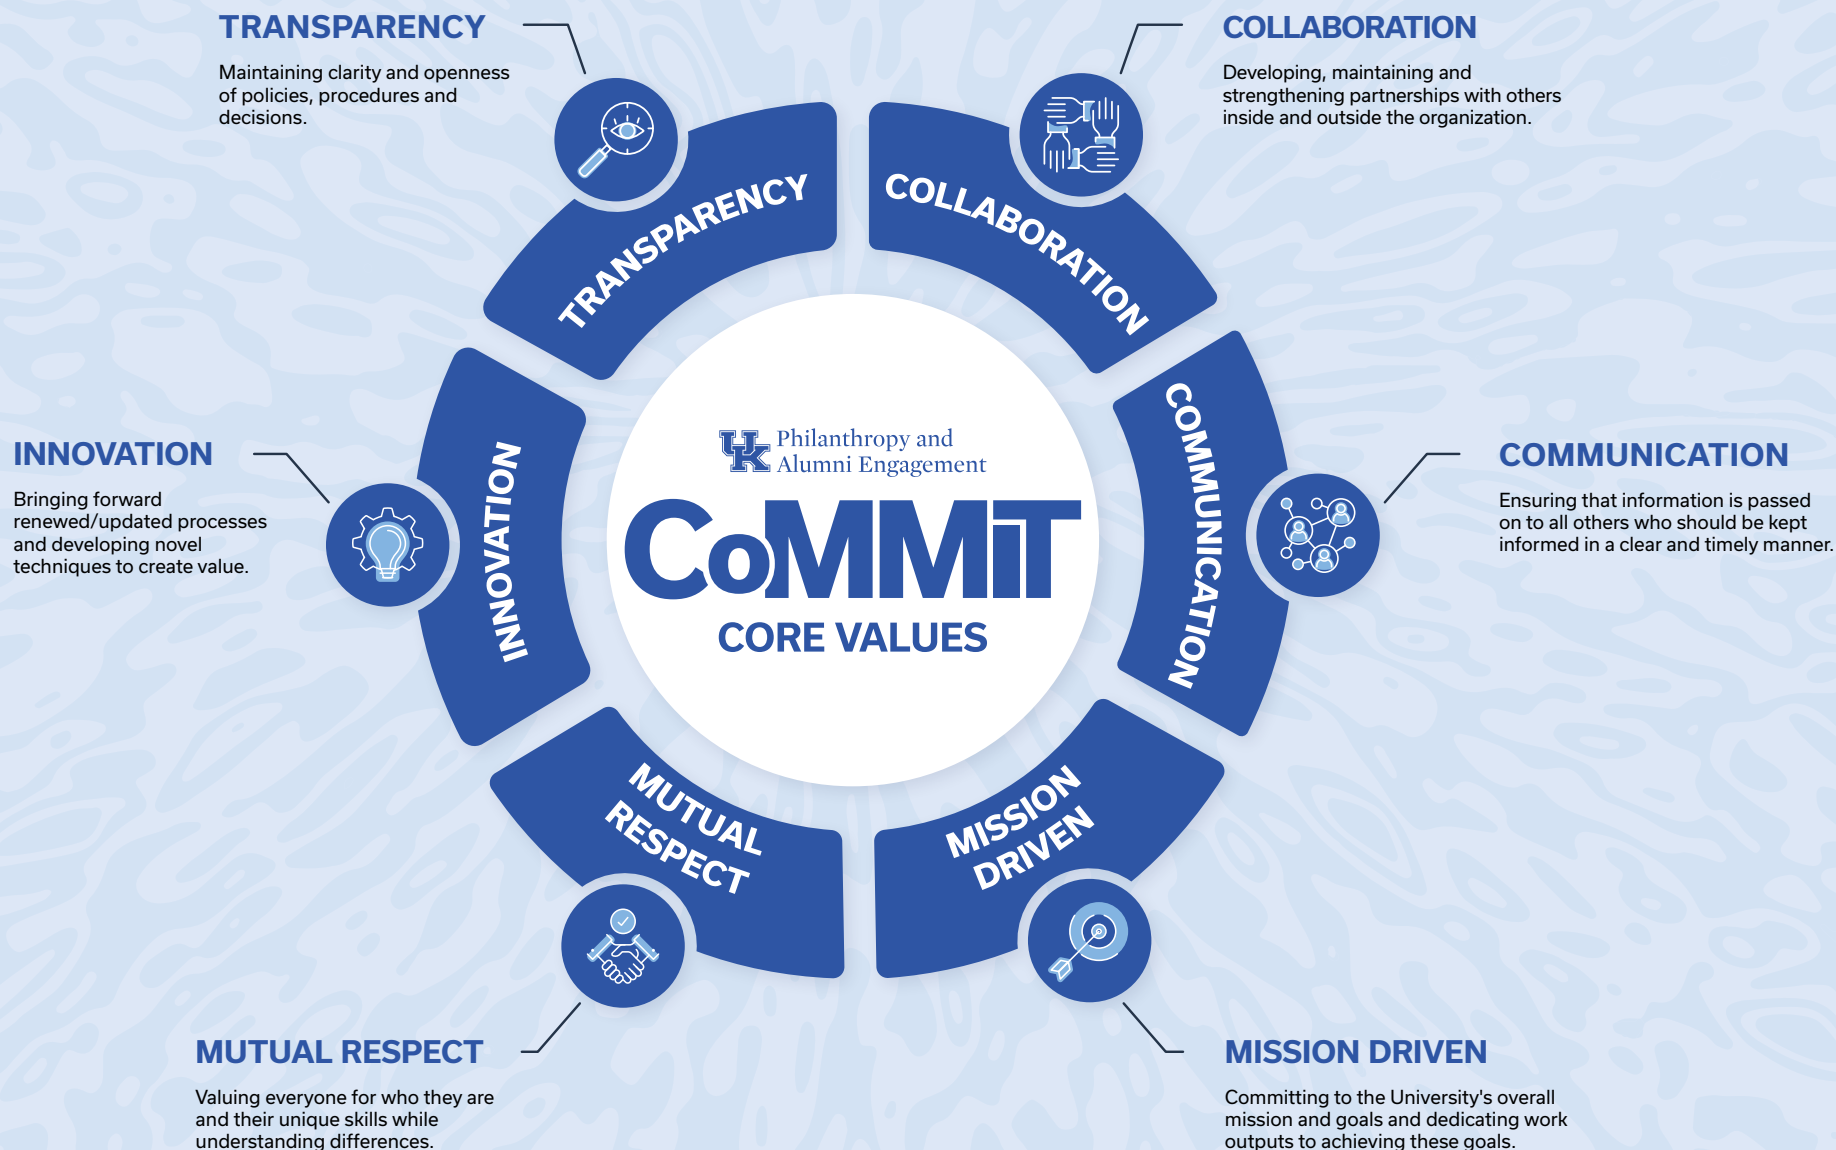 TRANSPARENCY
Maintaining clarity and openness
of policies, procedures and
decisions.
COLLABORATION
Developing, maintaining and
strengthening partnerships with others
inside and outside the organization.
TRANSPARENCY
COLLABORATION
INNOVATION
Bringing forward
renewed/updated processes
and developing novel
techniques to create value.
INNOVATION
UK Philanthropy and
Alumni Engagement
CoMMiT
CORE VALUES
COMMUNICATION
COMMUNICATION
Ensuring that information is passed
on to all others who should be kept
informed in a clear and timely manner.
MUTUAL
RESPECT
MISSION
DRIVEN
MUTUAL RESPECT
Valuing everyone for who they are
and their unique skills while
understanding differences.
MISSION DRIVEN
Committing to the University's overall
mission and goals and dedicating work
outputs to achieving these goals.